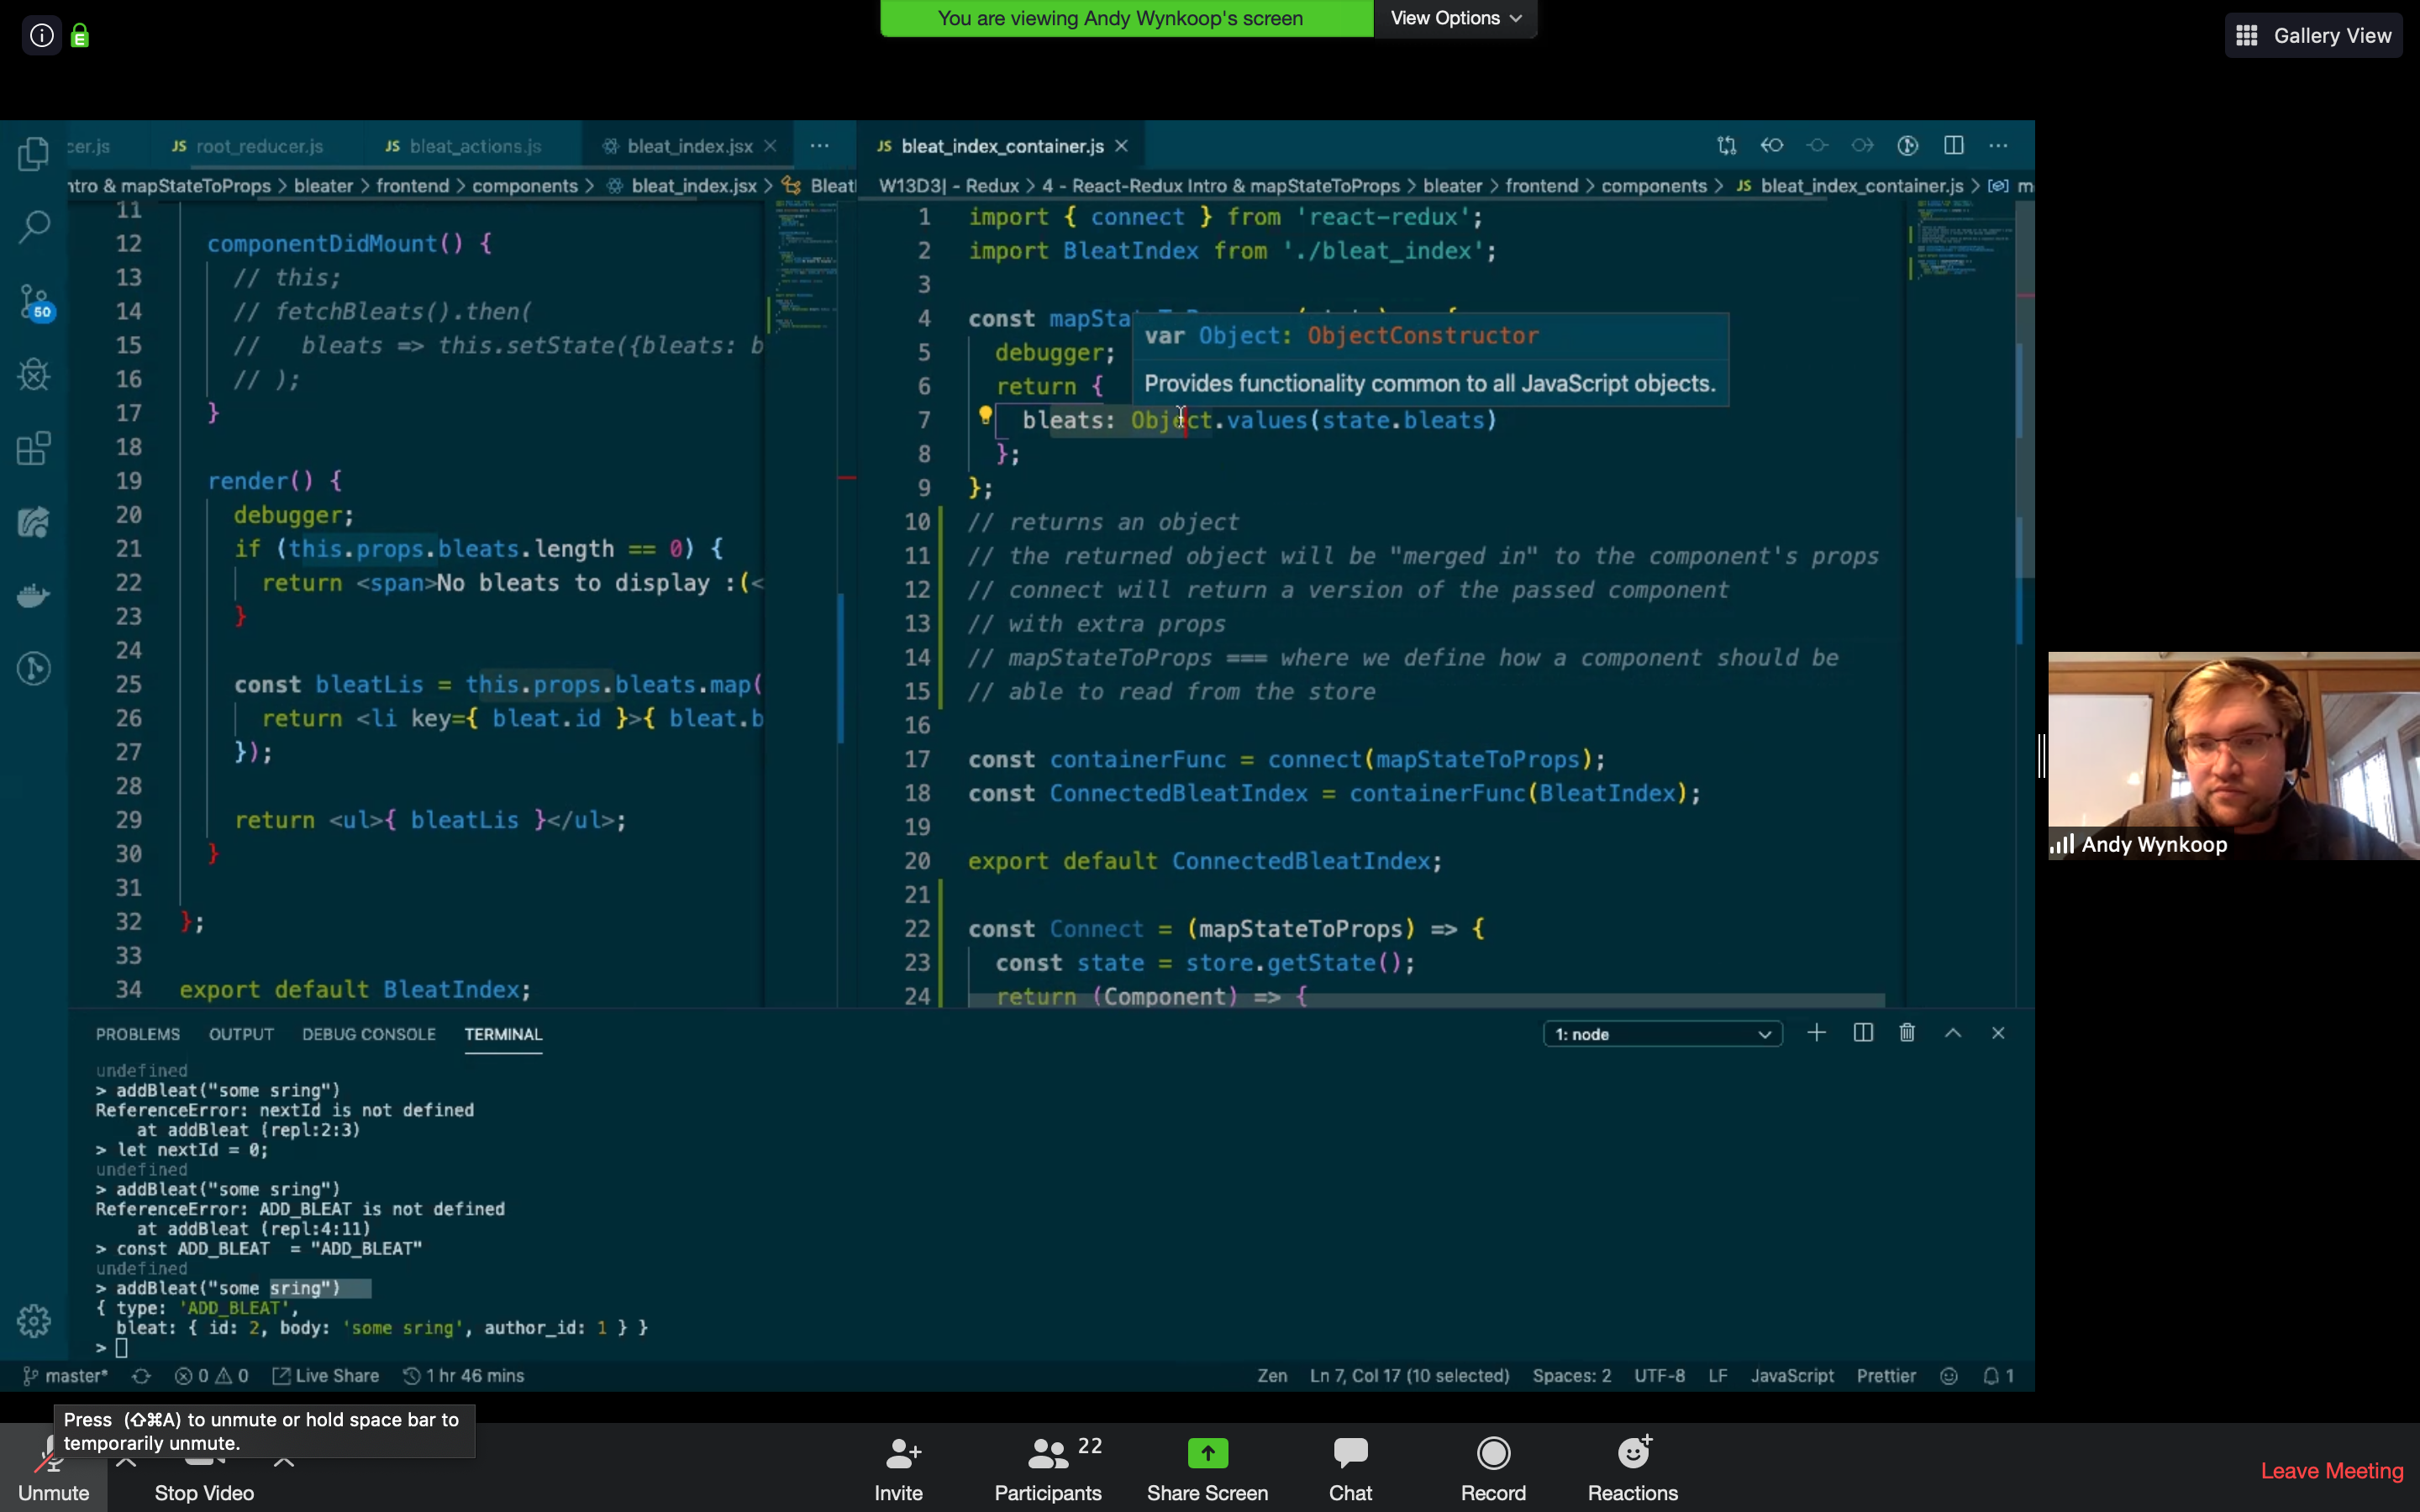 You are viewing Andy Wynkoop's screen View Options
Gallery View
cer.js JS root_reducer.js JS bleat_actions.js bleat_index.jsx ···
ntro & mapStateToProps > bleater > frontend > components > bleat_index.jsx >
11
12 componentDidMount() {
13 // this;
14 // fetchBleats().then(
15 //   bleats => this.setState({bleats: b
16 // );
17 }
18
19 render() {
20 debugger;
21 if (this.props.bleats.length == 0) {
22 return <span>No bleats to display :(<
23 }
24
25 const bleatLis = this.props.bleats.map(
26 return <li key={ bleat.id }>{ bleat.b
27 });
28
29 return <ul>{ bleatLis }</ul>;
30 }
31
32 };
33
34 export default BleatIndex;
JS bleat_index_container.js
W13D3| - Redux > 4 - React-Redux Intro & mapStateToProps > bleater > frontend > components > JS bleat_index_container.js > m
1 import { connect } from 'react-redux';
2 import BleatIndex from './bleat_index';
3
4 const mapSta
var Object: ObjectConstructor
Provides functionality common to all JavaScript objects.
5 debugger;
6 return {
7 bleats: Object.values(state.bleats)
8 };
9 };
10 // returns an object
11 // the returned object will be "merged in" to the component's props
12 // connect will return a version of the passed component
13 // with extra props
14 // mapStateToProps === where we define how a component should be
15 // able to read from the store
16
17 const containerFunc = connect(mapStateToProps);
18 const ConnectedBleatIndex = containerFunc(BleatIndex);
19
20 export default ConnectedBleatIndex;
21
22 const Connect = (mapStateToProps) => {
23 const state = store.getState();
24 return (Component) => {
50
Andy Wynkoop
PROBLEMS OUTPUT DEBUG CONSOLE TERMINAL 1: node
undefined
> addBleat("some sring")
ReferenceError: nextId is not defined
at addBleat (repl:2:3)
> let nextId = 0;
undefined
> addBleat("some sring")
ReferenceError: ADD_BLEAT is not defined
at addBleat (repl:4:11)
> const ADD_BLEAT  = "ADD_BLEAT"
undefined
> addBleat("some sring")
{ type: 'ADD_BLEAT',
bleat: { id: 2, body: 'some sring', author_id: 1 } }
>
master* 0 0 Live Share 1 hr 46 mins Zen Ln 7, Col 17 (10 selected) Spaces: 2 UTF-8 LF JavaScript Prettier 1
Press (⇧⌘A) to unmute or hold space bar to
temporarily unmute.
22
Unmute Stop Video Invite Participants Share Screen Chat Record Reactions Leave Meeting